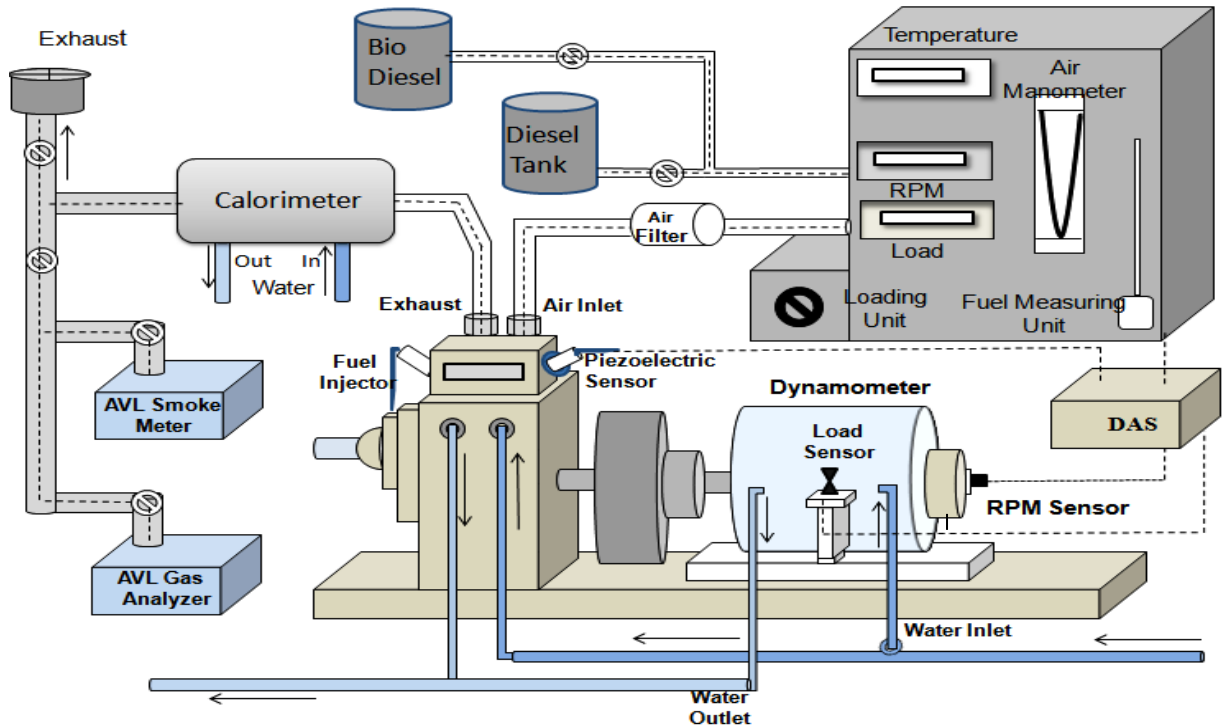 Exhaust
Bio
Diesel
Diesel
Tank
Temperature
Air
Manometer
RPM
Load
Calorimeter
Air
Filter
Out In
Water
Exhaust
Air Inlet
Loading
Unit
Fuel Measuring
Unit
Fuel
Injector
Piezoelectric
Sensor
Dynamometer
Load
Sensor
DAS
AVL Smoke
Meter
RPM Sensor
AVL Gas
Analyzer
Water Inlet
Water
Outlet